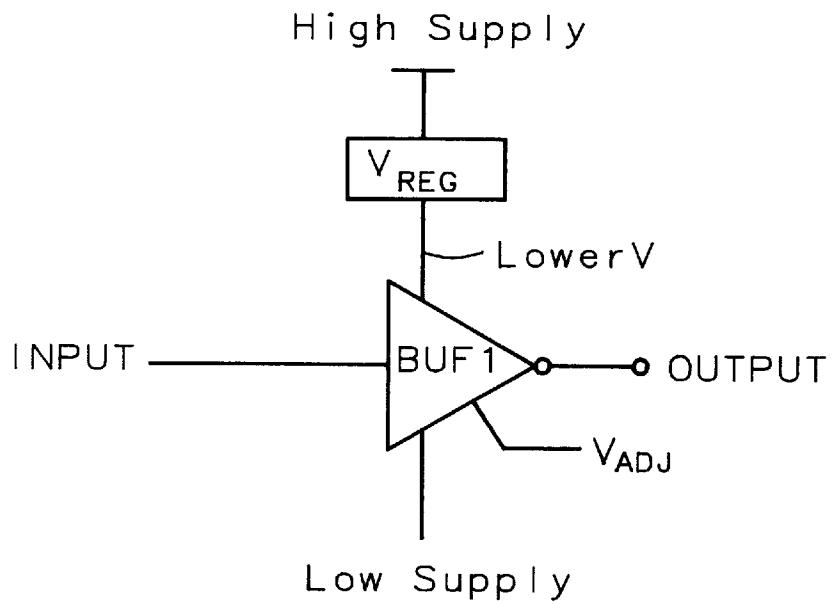 High Supply
VREG
LowerV
INPUT
BUF1
OUTPUT
VADJ
Low Supply